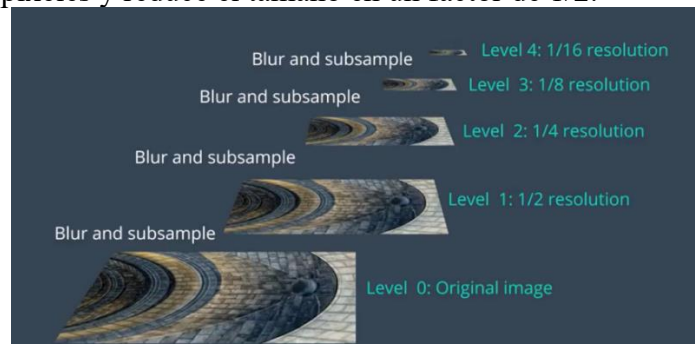 píxeles y reduce el tamaño en un factor de 1/2.
Blur and subsample
Level 4: 1/16 resolution
Blur and subsample
Level 3: 1/8 resolution
Level 2: 1/4 resolution
Blur and subsample
Level 1: 1/2 resolution
Blur and subsample
Level 0: Original image